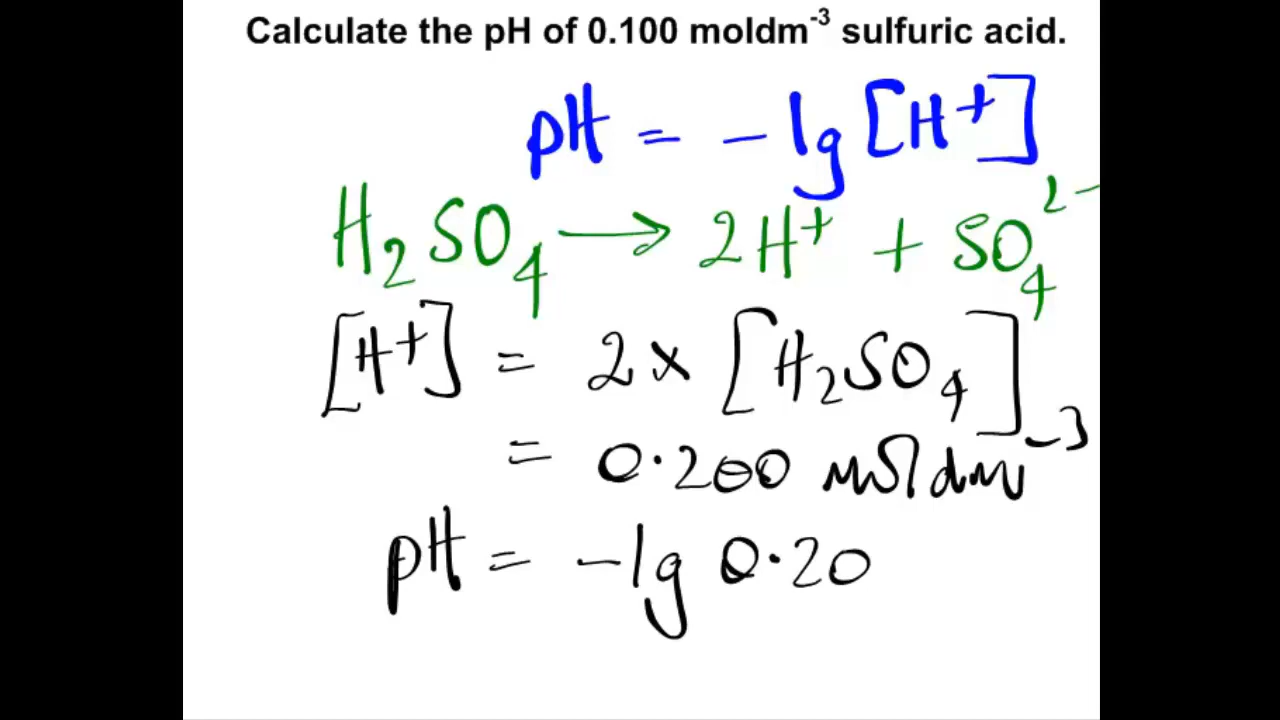 Calculate the pH of 0.100 moldm⁻³ sulfuric acid.
pH = -lg [H⁺]
H₂SO₄ → 2H⁺ + SO₄²⁻
[H⁺] = 2 x [H₂SO₄]
= 0.200 moldm⁻³
pH = -lg 0.20